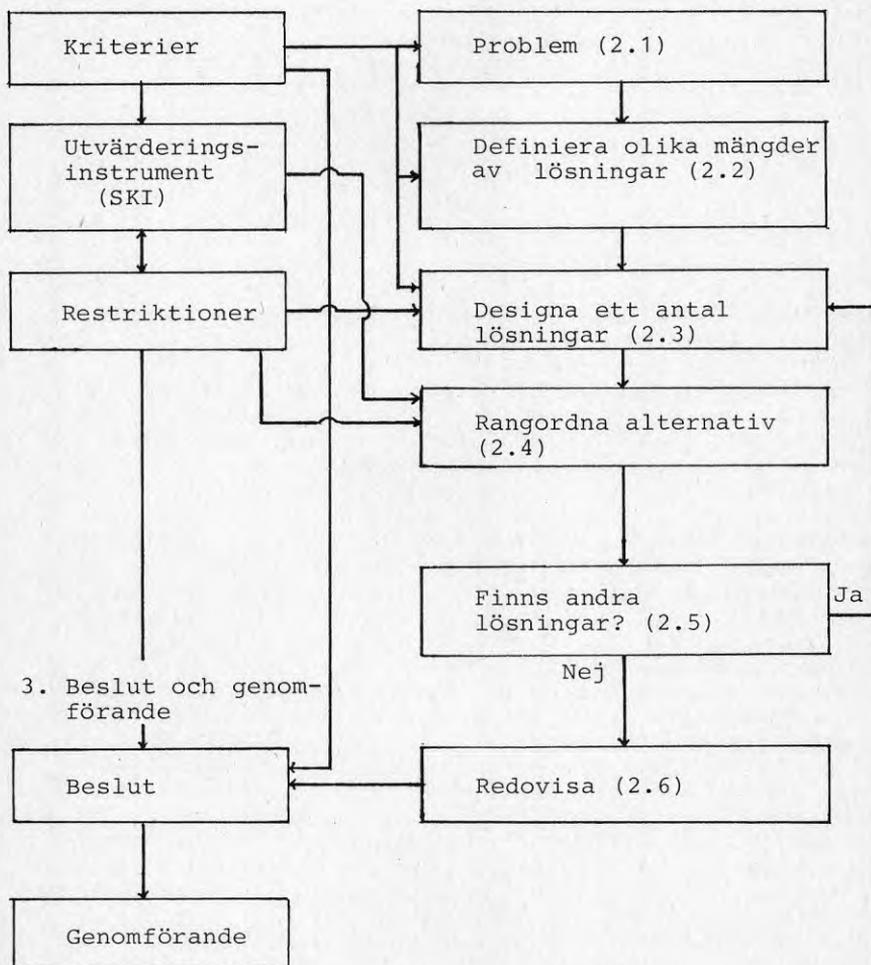 Kriterier
Problem (2.1)
Utvärderings-
instrument
(SKI)
Definiera olika mängder
av lösningar (2.2)
Restriktioner
Designa ett antal
lösningar (2.3)
Rangordna alternativ
(2.4)
Finns andra
lösningar? (2.5)
Ja
Nej
3. Beslut och genom-
förande
Beslut
Redovisa (2.6)
Genomförande